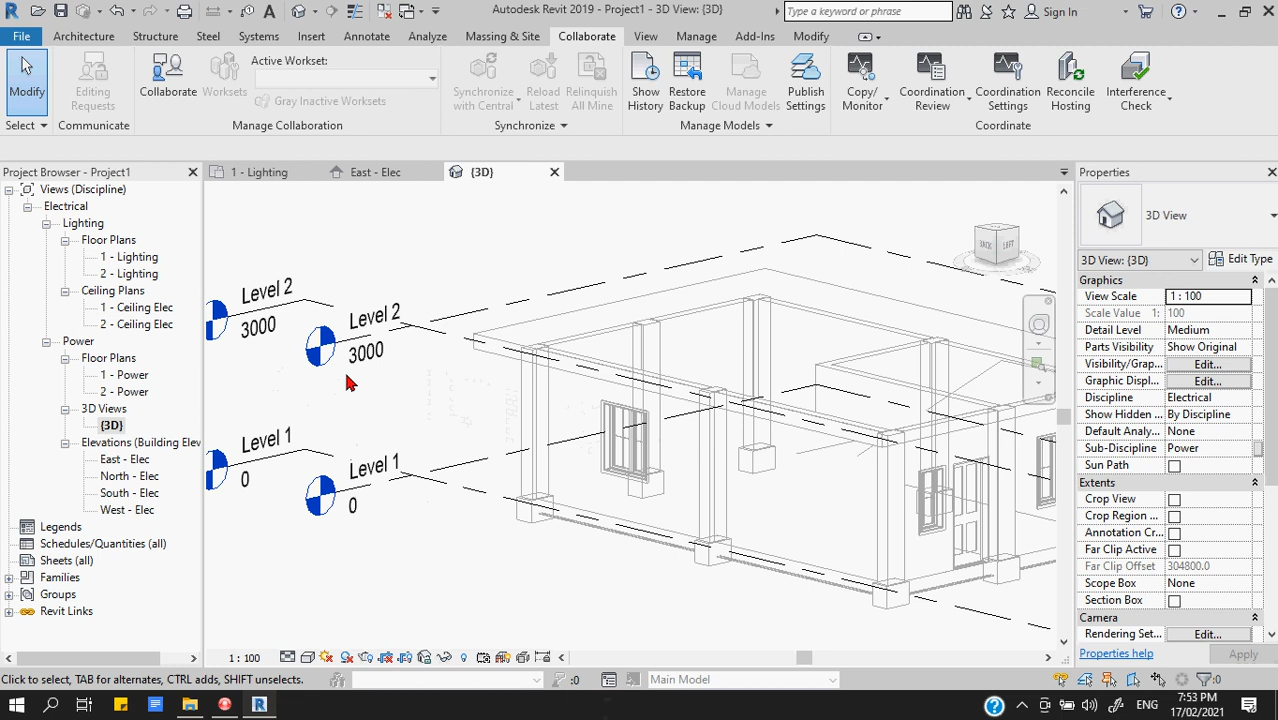 Autodesk Revit 2019 - Project1 - 3D View: {3D}
Type a keyword or phrase
Sign In
File
Architecture
Structure
Steel
Systems
Insert
Annotate
Analyze
Massing & Site
Collaborate
View
Manage
Add-Ins
Modify
Modify
Select
Editing
Requests
Communicate
Collaborate
Worksets
Active Workset:
Gray Inactive Worksets
Manage Collaboration
Synchronize
with Central
Reload
Latest
Relinquish
All Mine
Synchronize
Show
History
Restore
Backup
Manage
Cloud Models
Publish
Settings
Manage Models
Copy/
Monitor
Coordination
Review
Coordination
Settings
Reconcile
Hosting
Interference
Check
Coordinate
Project Browser - Project1
Views (Discipline)
Electrical
Lighting
Floor Plans
1 - Lighting
2 - Lighting
Ceiling Plans
1 - Ceiling Elec
2 - Ceiling Elec
Power
Floor Plans
1 - Power
2 - Power
3D Views
{3D}
Elevations (Building Elev
East - Elec
North - Elec
South - Elec
West - Elec
Legends
Schedules/Quantities (all)
Sheets (all)
Families
Groups
Revit Links
1 - Lighting
East - Elec
{3D}
Level 2
3000
Level 2
3000
Level 1
0
Level 1
0
BACK
LEFT
Properties
3D View
3D View: {3D}
Edit Type
Graphics
View Scale
1 : 100
Scale Value 1:
100
Detail Level
Medium
Parts Visibility
Show Original
Visibility/Grap...
Edit...
Graphic Displ...
Edit...
Discipline
Electrical
Show Hidden ...
By Discipline
Default Analy...
None
Sub-Discipline
Power
Sun Path
Extents
Crop View
Crop Region ...
Annotation Cr...
Far Clip Active
Far Clip Offset
304800.0
Scope Box
None
Section Box
Camera
Rendering Set...
Edit...
Properties help
Apply
1 : 100
Click to select, TAB for alternates, CTRL adds, SHIFT unselects.
:0
Main Model
:0
ENG
7:53 PM
17/02/2021